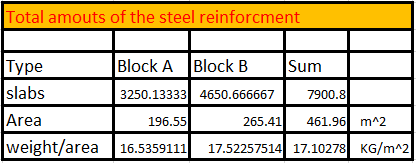 Total amouts of the steel reinforcment
Type Block A Block B Sum
slabs 3250.13333 4650.666667 7900.8
Area 196.55 265.41 461.96 m^2
weight/area 16.5359111 17.52257514 17.10278 KG/m^2